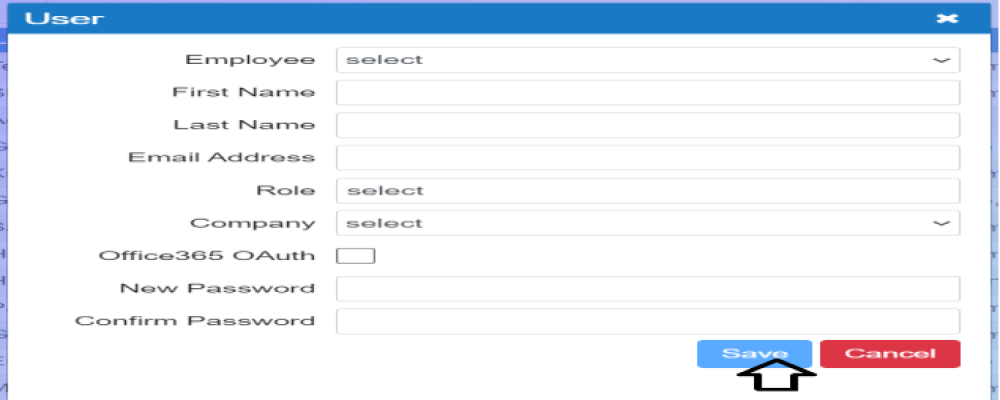 User
Employee select
First Name
Last Name
Email Address
Role select
Company select
Office365 OAuth
New Password
Confirm Password
Save Cancel